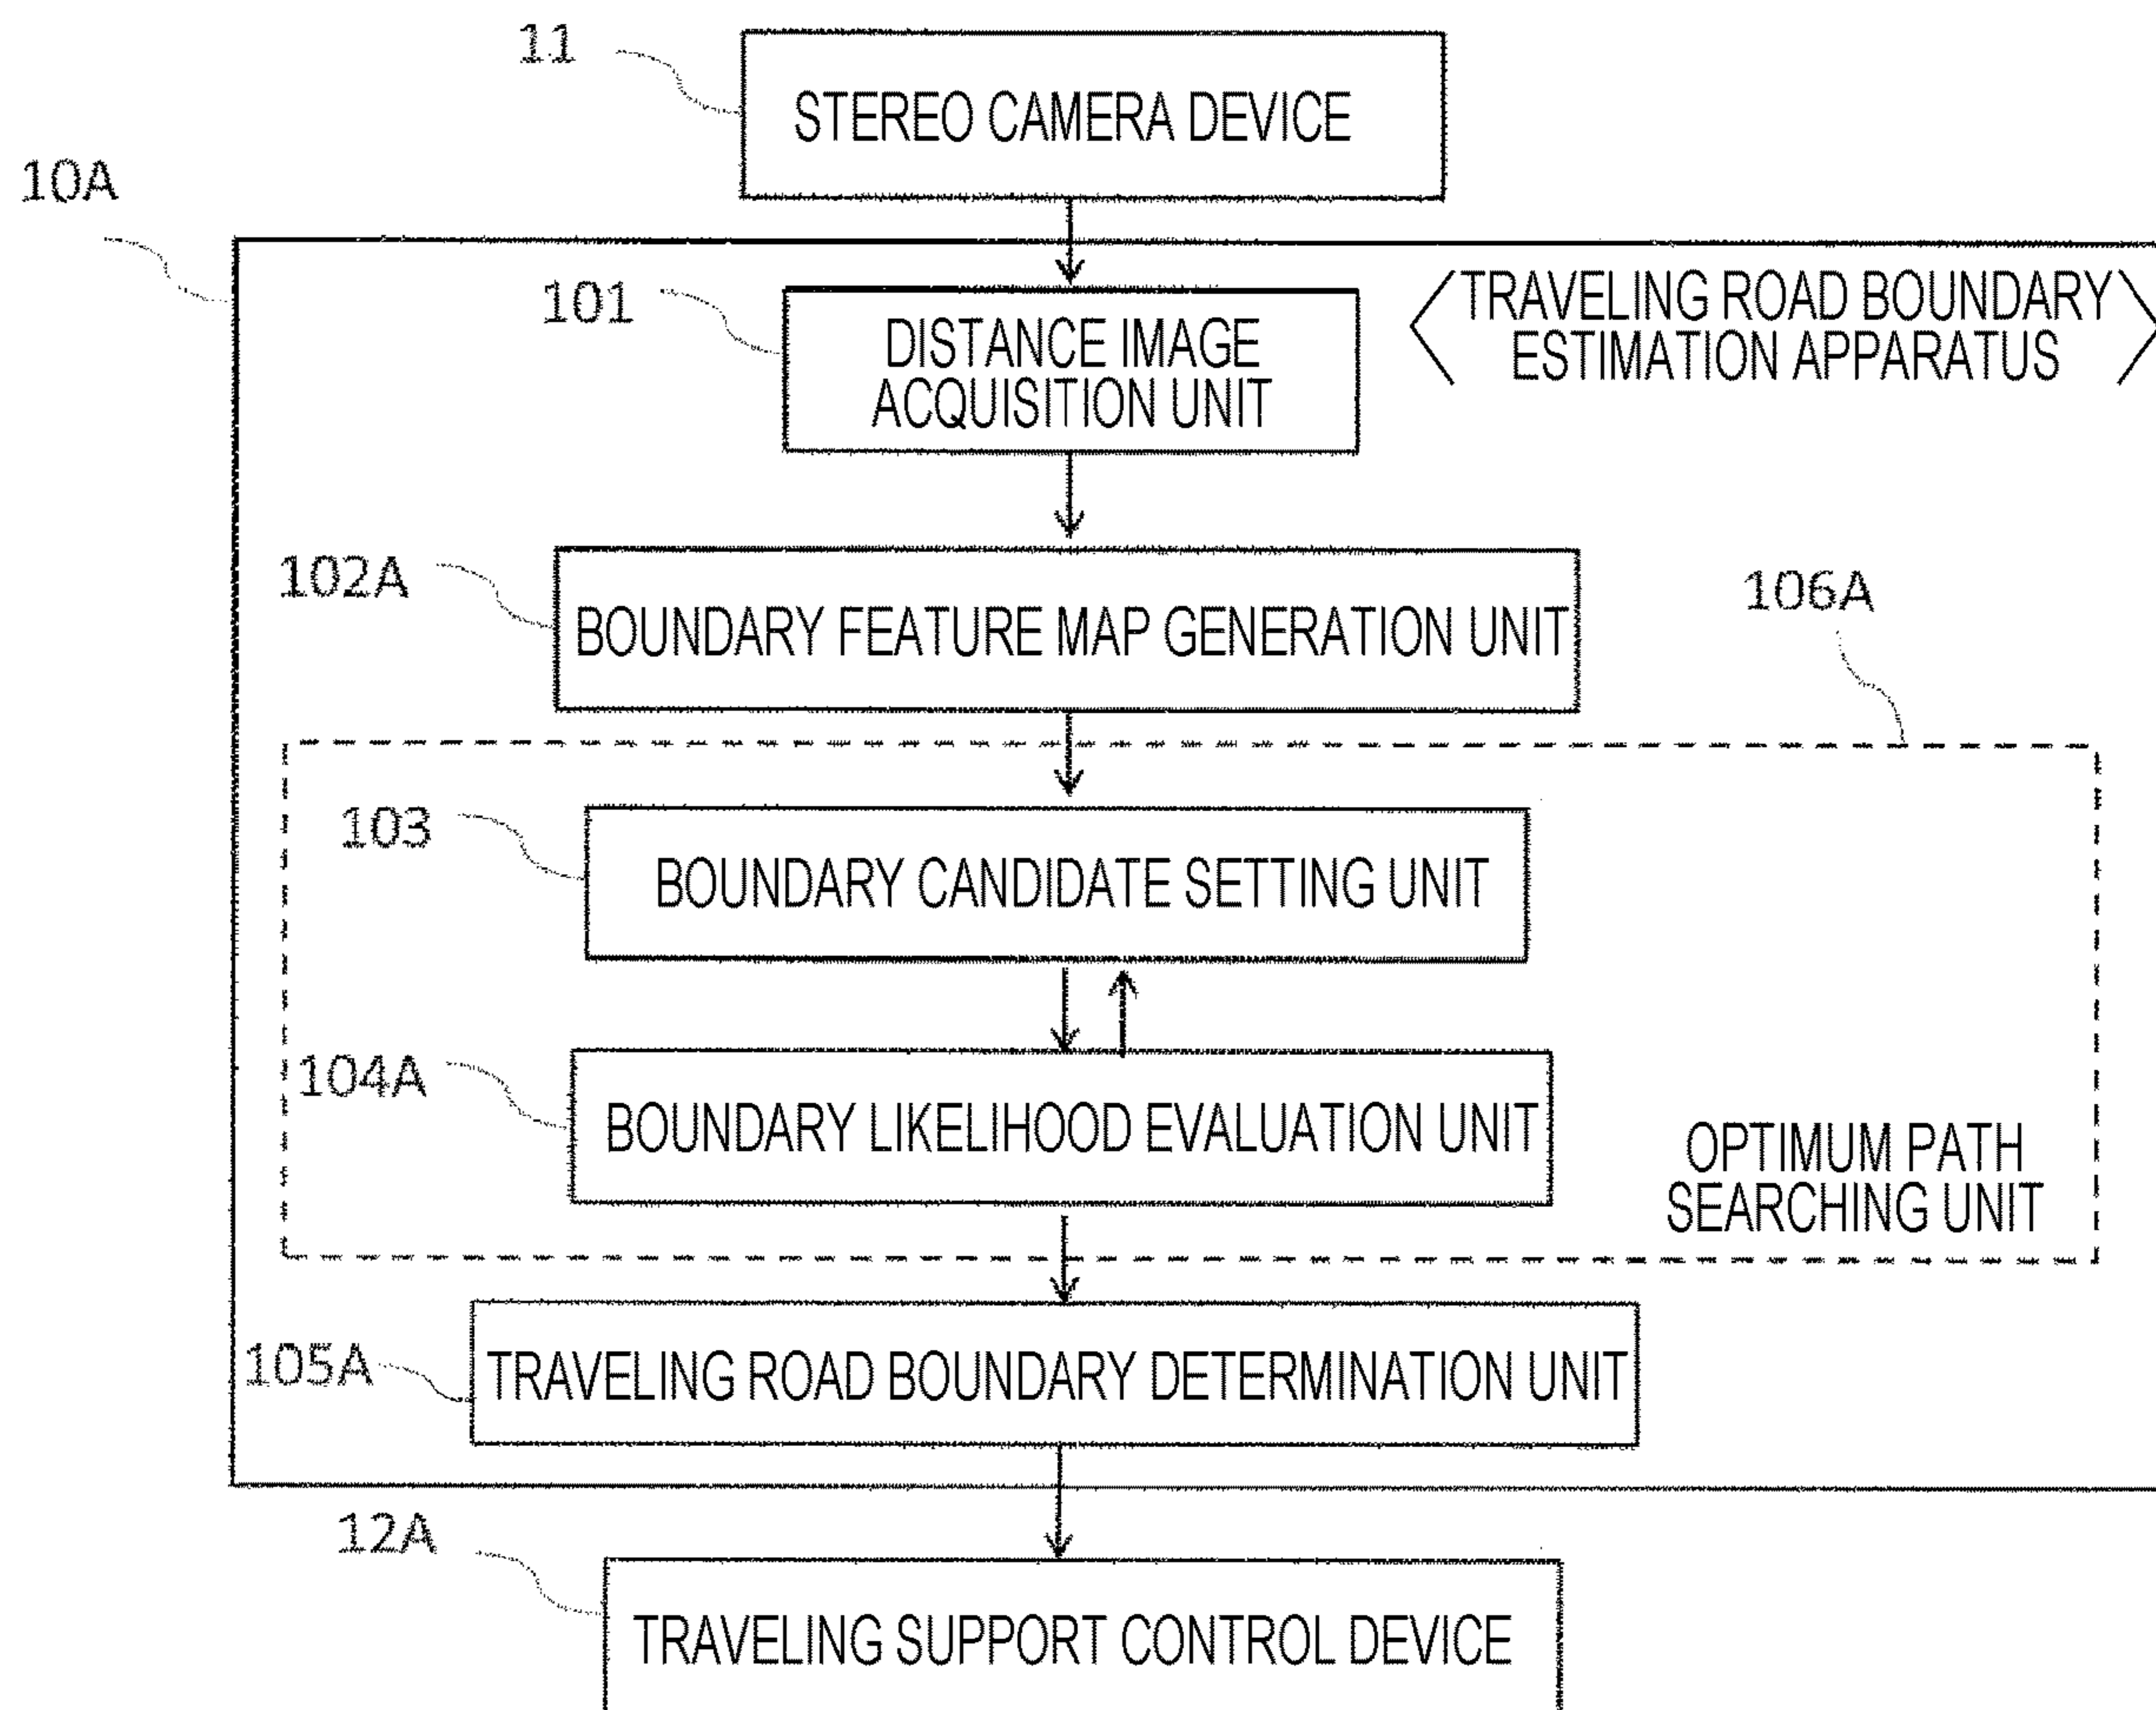 11
STEREO CAMERA DEVICE
10A
101
DISTANCE IMAGE
ACQUISITION UNIT
TRAVELING ROAD BOUNDARY
ESTIMATION APPARATUS
102A
BOUNDARY FEATURE MAP GENERATION UNIT
106A
103
BOUNDARY CANDIDATE SETTING UNIT
104A
BOUNDARY LIKELIHOOD EVALUATION UNIT
OPTIMUM PATH
SEARCHING UNIT
105A
TRAVELING ROAD BOUNDARY DETERMINATION UNIT
12A
TRAVELING SUPPORT CONTROL DEVICE